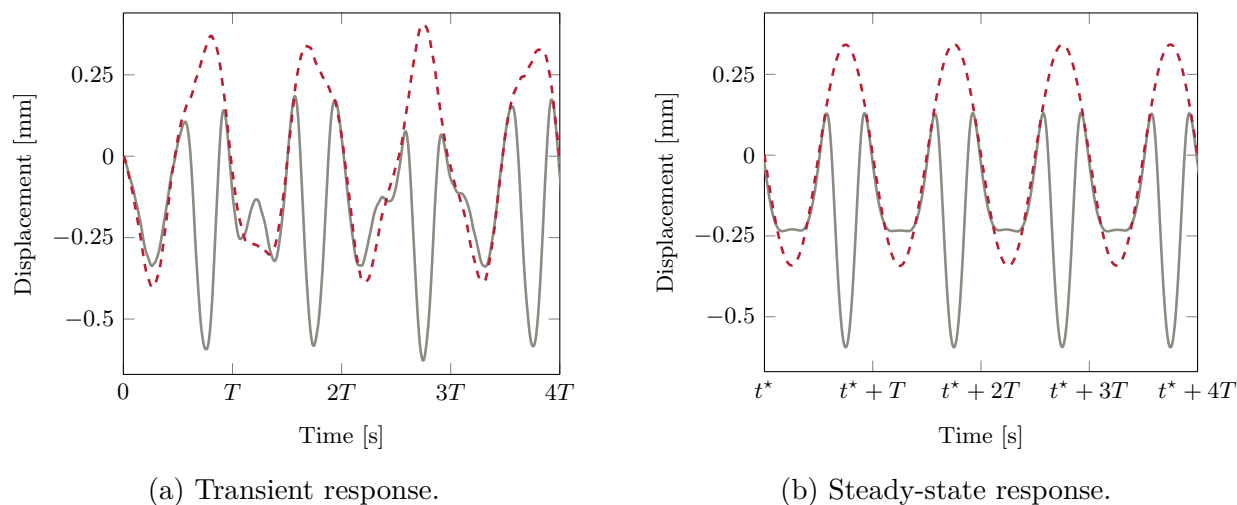 0.25
0
−0.25
−0.5
Displacement [mm]
0
T
2T
3T
4T
Time [s]
(a) Transient response.
0.25
0
−0.25
−0.5
Displacement [mm]
t⋆
t⋆ + T
t⋆ + 2T
t⋆ + 3T
t⋆ + 4T
Time [s]
(b) Steady-state response.